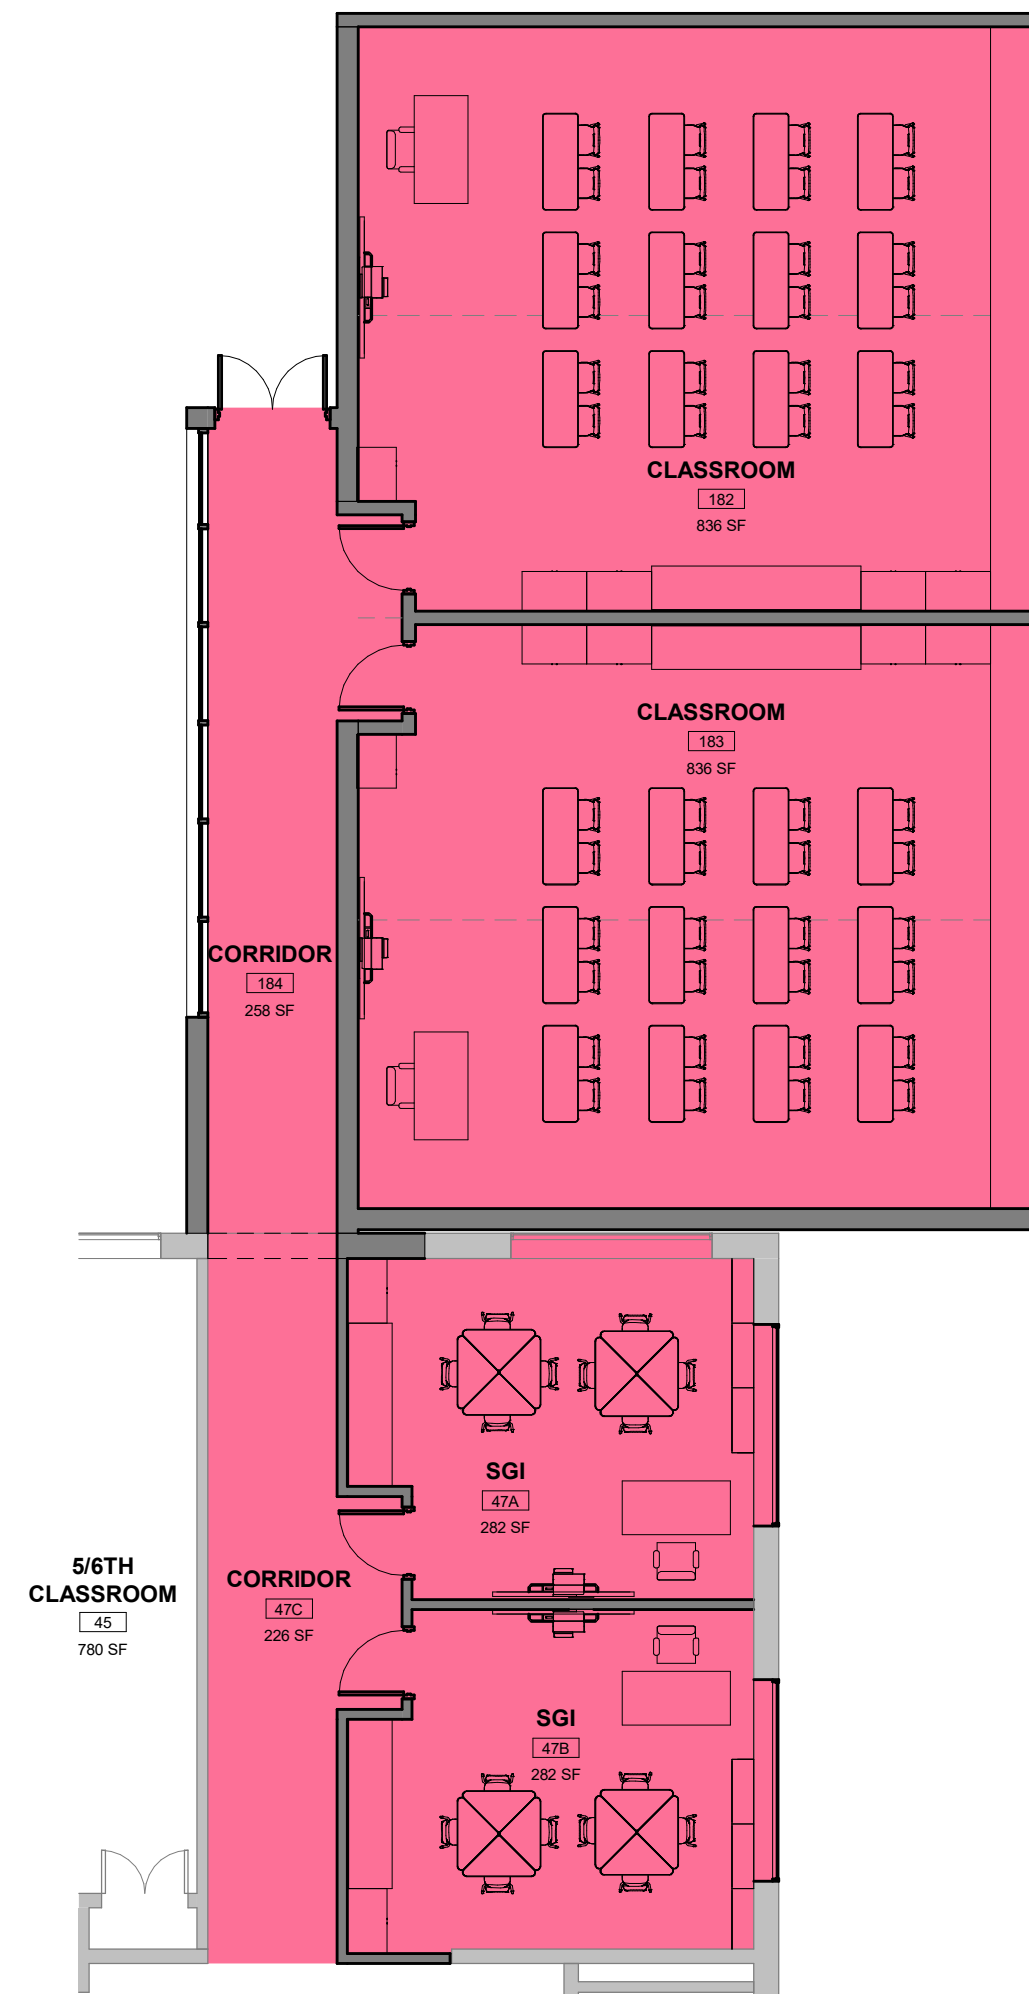 CLASSROOM
182
836 SF
CLASSROOM
183
836 SF
CORRIDOR
184
258 SF
SGI
47A
282 SF
5/6TH
CLASSROOM
45
780 SF
CORRIDOR
47C
226 SF
SGI
47B
282 SF